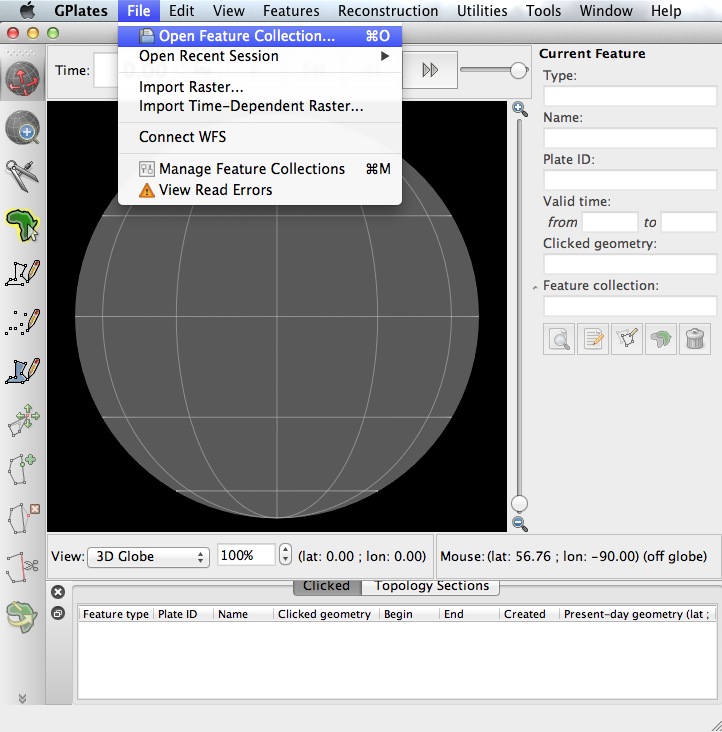 GPlates File Edit View Features Reconstruction Utilities Tools Window Help
Open Feature Collection... ⌘O
Open Recent Session
Import Raster...
Import Time-Dependent Raster...
Connect WFS
Manage Feature Collections ⌘M
View Read Errors
Time:
Current Feature
Type:
Name:
Plate ID:
Valid time:
from to
Clicked geometry:
Feature collection:
View: 3D Globe 100% (lat: 0.00 ; lon: 0.00) Mouse: (lat: 56.76 ; lon: -90.00) (off globe)
Clicked Topology Sections
Feature type Plate ID Name Clicked geometry Begin End Created Present-day geometry (lat ;